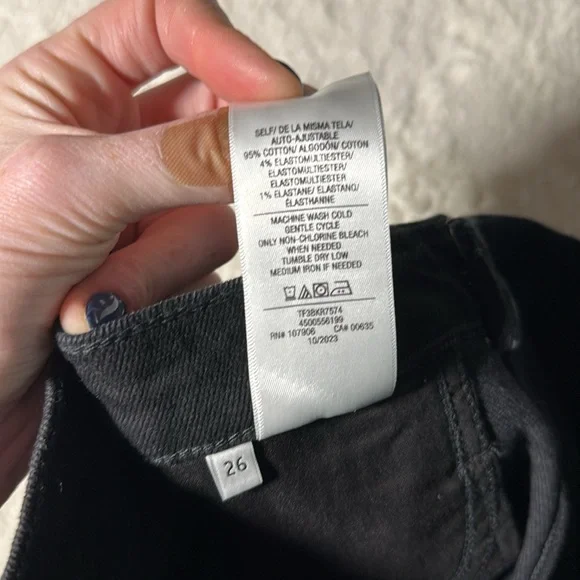 SELF/ DE LA MISMA TELA/
AUTO-AJUSTABLE
95% COTTON/ ALGODÓN/ COTON
4% ELASTOMULTIESTER/
ELASTOMULTIESTER/
ELASTOMULTIESTER
1% ELASTANE/ ELASTANO/
ÉLASTHANNE
MACHINE WASH COLD
GENTLE CYCLE
ONLY NON-CHLORINE BLEACH
WHEN NEEDED
TUMBLE DRY LOW
MEDIUM IRON IF NEEDED
TF3BKR7574
4500556199
RN# 107906 CA# 00635
10/2023
26